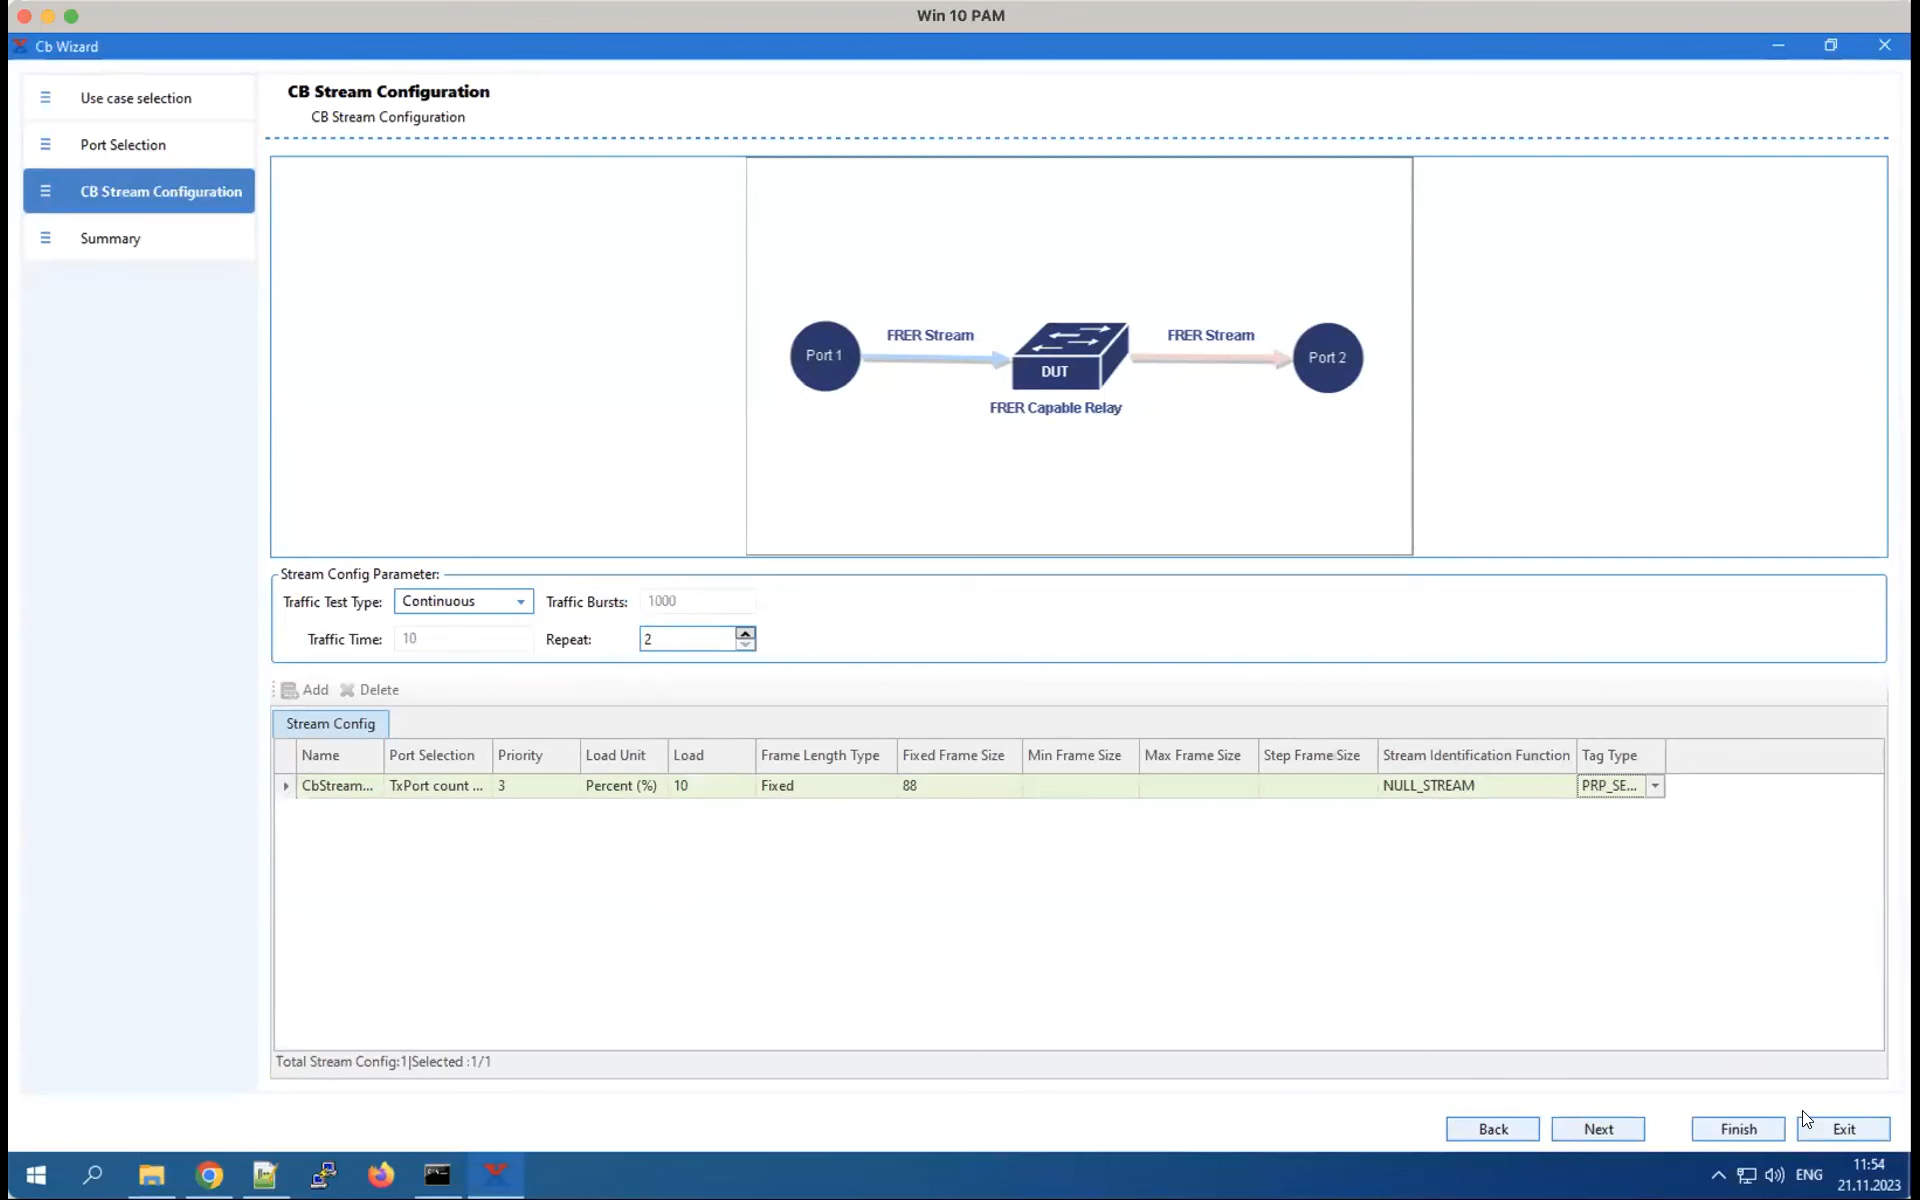 Win 10 PAM
Cb Wizard
Use case selection
Port Selection
CB Stream Configuration
Summary
CB Stream Configuration
CB Stream Configuration
Port 1
FRER Stream
DUT
FRER Stream
Port 2
FRER Capable Relay
Stream Config Parameter:
Traffic Test Type: Continuous Traffic Bursts: 1000
Traffic Time: 10 Repeat: 2
Add Delete
Stream Config
Name Port Selection Priority Load Unit Load Frame Length Type Fixed Frame Size Min Frame Size Max Frame Size Step Frame Size Stream Identification Function Tag Type
CbStream... TxPort count ... 3 Percent (%) 10 Fixed 88 NULL_STREAM PRP_SE...
Total Stream Config:1|Selected :1/1
Back Next Finish Exit
ENG 11:54
21.11.2023